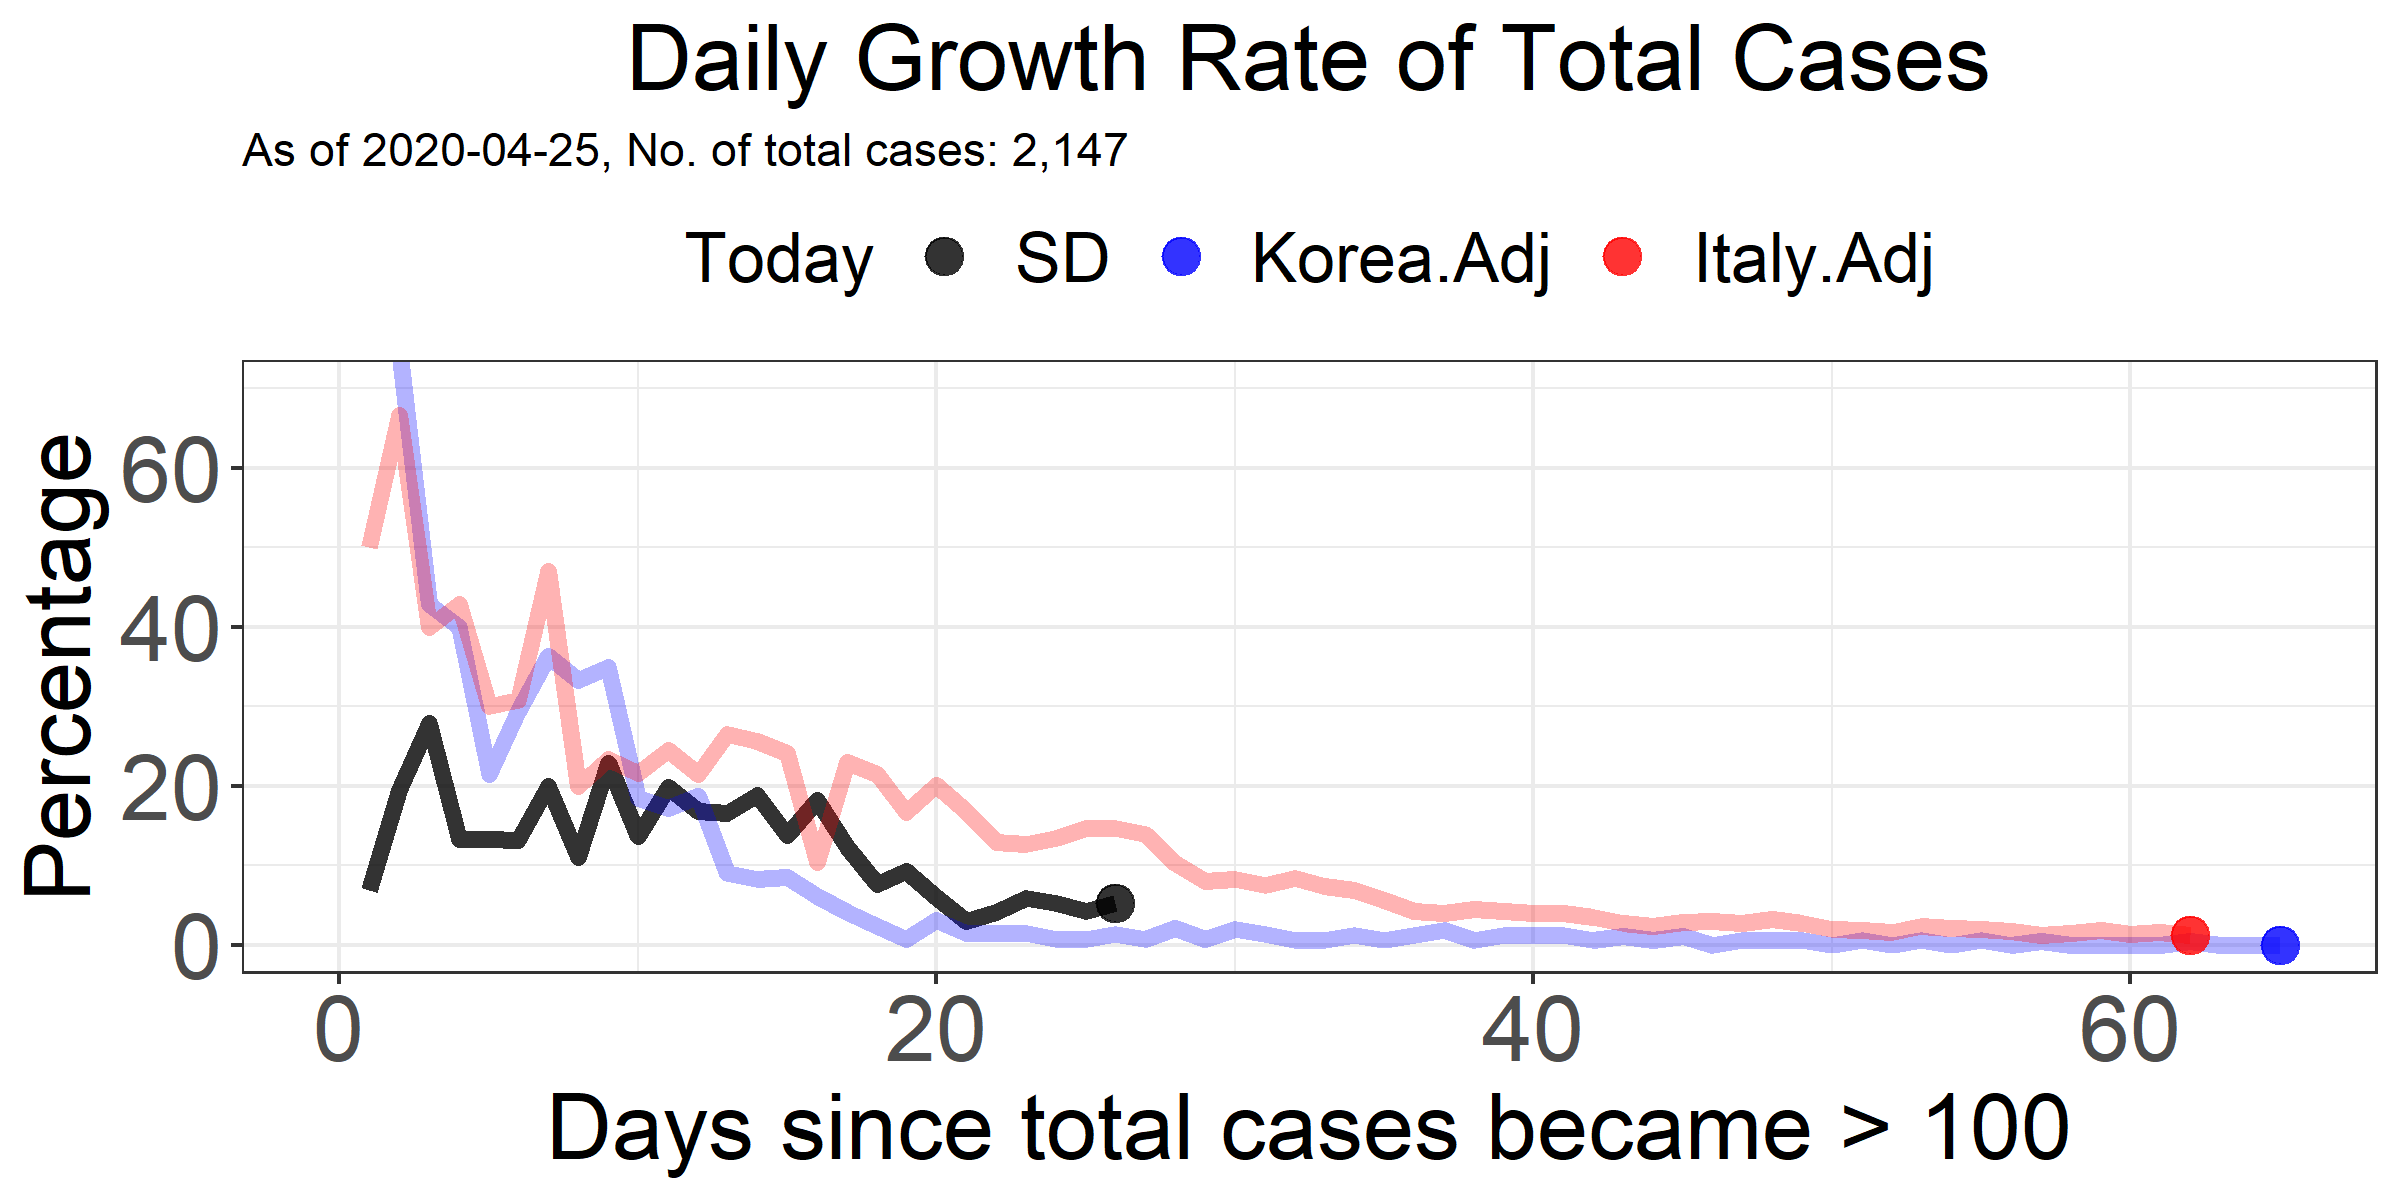 Daily Growth Rate of Total Cases
As of 2020-04-25, No. of total cases: 2,147
Today SD Korea.Adj Italy.Adj
Percentage
60
40
20
0
0 20 40 60
Days since total cases became > 100